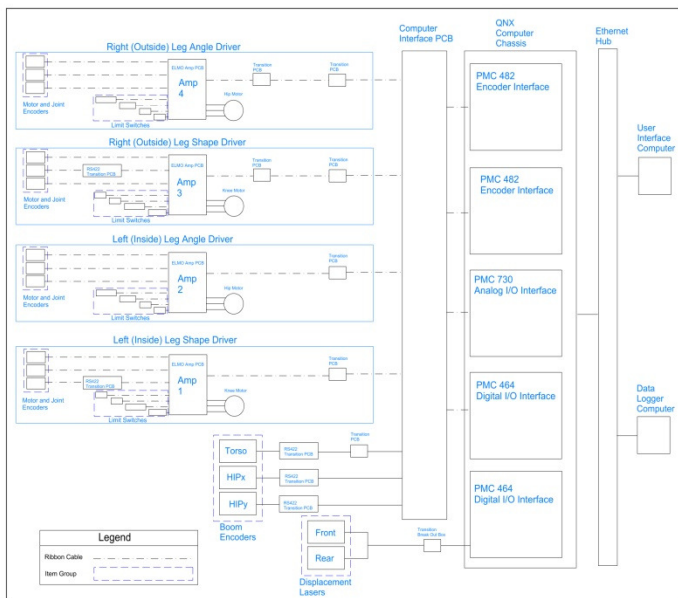 Computer
Interface PCB
QNX
Computer
Chassis
Ethernet
Hub
Right (Outside) Leg Angle Driver
ELMO Amp PCB
Amp
4
Transition
PCB
Transition
PCB
Hip Motor
Motor and Joint
Encoders
Limit Switches
PMC 482
Encoder Interface
User
Interface
Computer
Right (Outside) Leg Shape Driver
ELMO Amp PCB
Amp
3
RS422
Transition PCB
Transition
PCB
Transition
PCB
Knee Motor
Motor and Joint
Encoders
Limit Switches
PMC 482
Encoder Interface
Left (Inside) Leg Angle Driver
ELMO Amp PCB
Amp
2
Transition
PCB
Hip Motor
Motor and Joint
Encoders
Limit Switches
PMC 730
Analog I/O Interface
Left (Inside) Leg Shape Driver
ELMO Amp PCB
Amp
1
RS422
Transition PCB
Transition
PCB
Knee Motor
Motor and Joint
Encoders
Limit Switches
PMC 464
Digital I/O Interface
Data
Logger
Computer
Torso
RS422
Transition PCB
Transition
PCB
HIPx
RS422
Transition PCB
HIPy
RS422
Transition PCB
Boom
Encoders
PMC 464
Digital I/O Interface
Front
Rear
Transition
Break Out Box
Displacement
Lasers
Legend
Ribbon Cable
Item Group